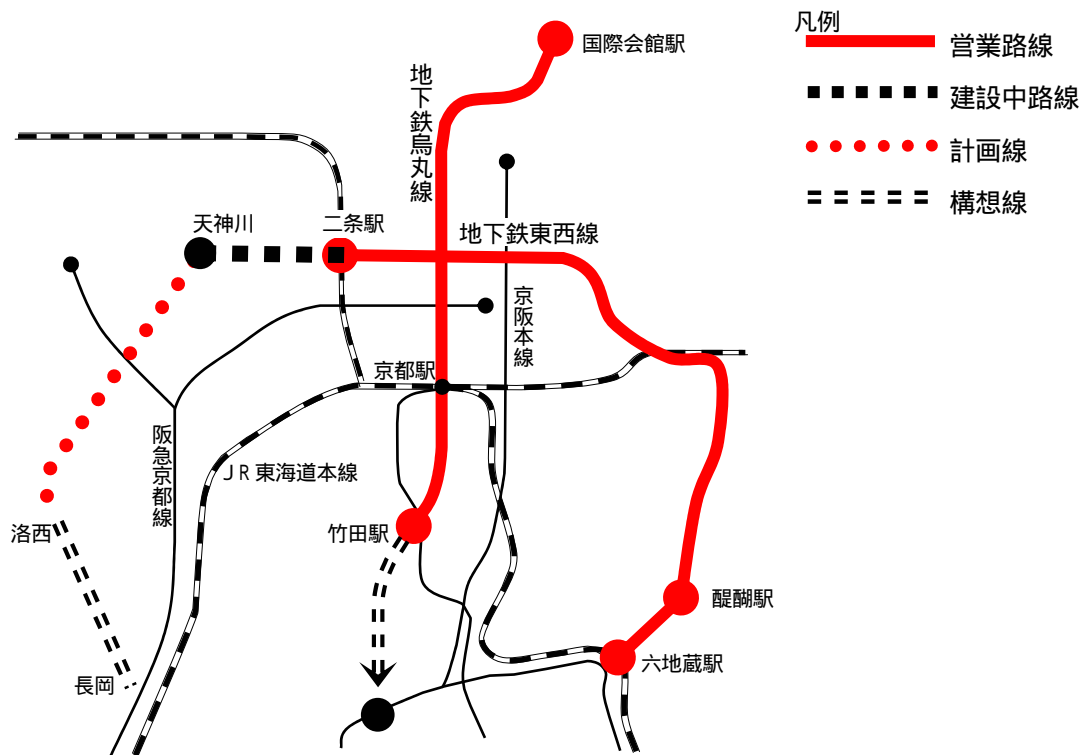 凡例
営業路線
建設中路線
計画線
構想線
国際会館駅
地下鉄烏丸線
天神川
二条駅
地下鉄東西線
京阪本線
京都駅
阪急京都線
JR東海道本線
洛西
竹田駅
醍醐駅
六地蔵駅
長岡